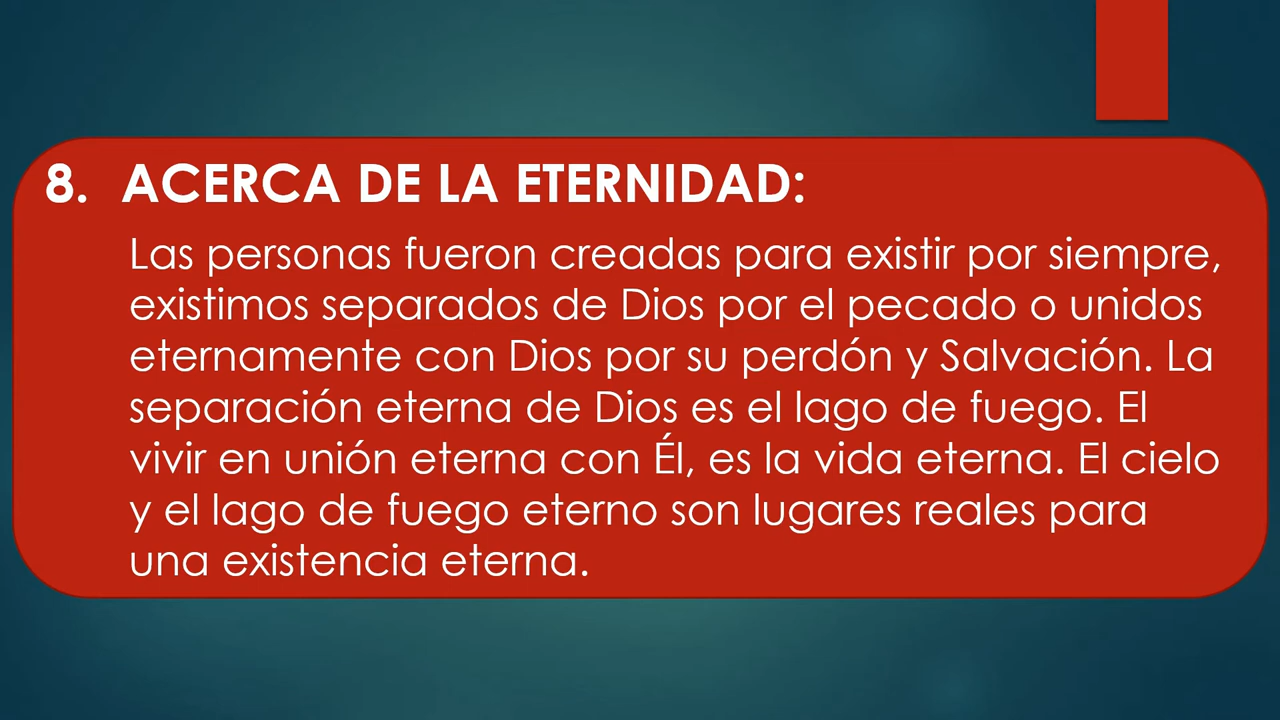 8. ACERCA DE LA ETERNIDAD:
Las personas fueron creadas para existir por siempre,
existimos separados de Dios por el pecado o unidos
eternamente con Dios por su perdón y Salvación. La
separación eterna de Dios es el lago de fuego. El
vivir en unión eterna con Él, es la vida eterna. El cielo
y el lago de fuego eterno son lugares reales para
una existencia eterna.